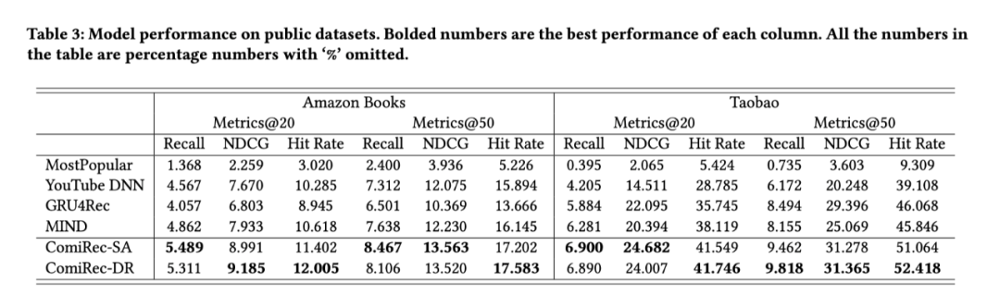 Table 3: Model performance on public datasets. Bolded numbers are the best performance of each column. All the numbers in
the table are percentage numbers with ‘%’ omitted.
Amazon Books Taobao
Metrics@20 Metrics@50 Metrics@20 Metrics@50
Recall NDCG Hit Rate Recall NDCG Hit Rate Recall NDCG Hit Rate Recall NDCG Hit Rate
MostPopular 1.368 2.259 3.020 2.400 3.936 5.226 0.395 2.065 5.424 0.735 3.603 9.309
YouTube DNN 4.567 7.670 10.285 7.312 12.075 15.894 4.205 14.511 28.785 6.172 20.248 39.108
GRU4Rec 4.057 6.803 8.945 6.501 10.369 13.666 5.884 22.095 35.745 8.494 29.396 46.068
MIND 4.862 7.933 10.618 7.638 12.230 16.145 6.281 20.394 38.119 8.155 25.069 45.846
ComiRec-SA 5.489 8.991 11.402 8.467 13.563 17.202 6.900 24.682 41.549 9.462 31.278 51.064
ComiRec-DR 5.311 9.185 12.005 8.106 13.520 17.583 6.890 24.007 41.746 9.818 31.365 52.418